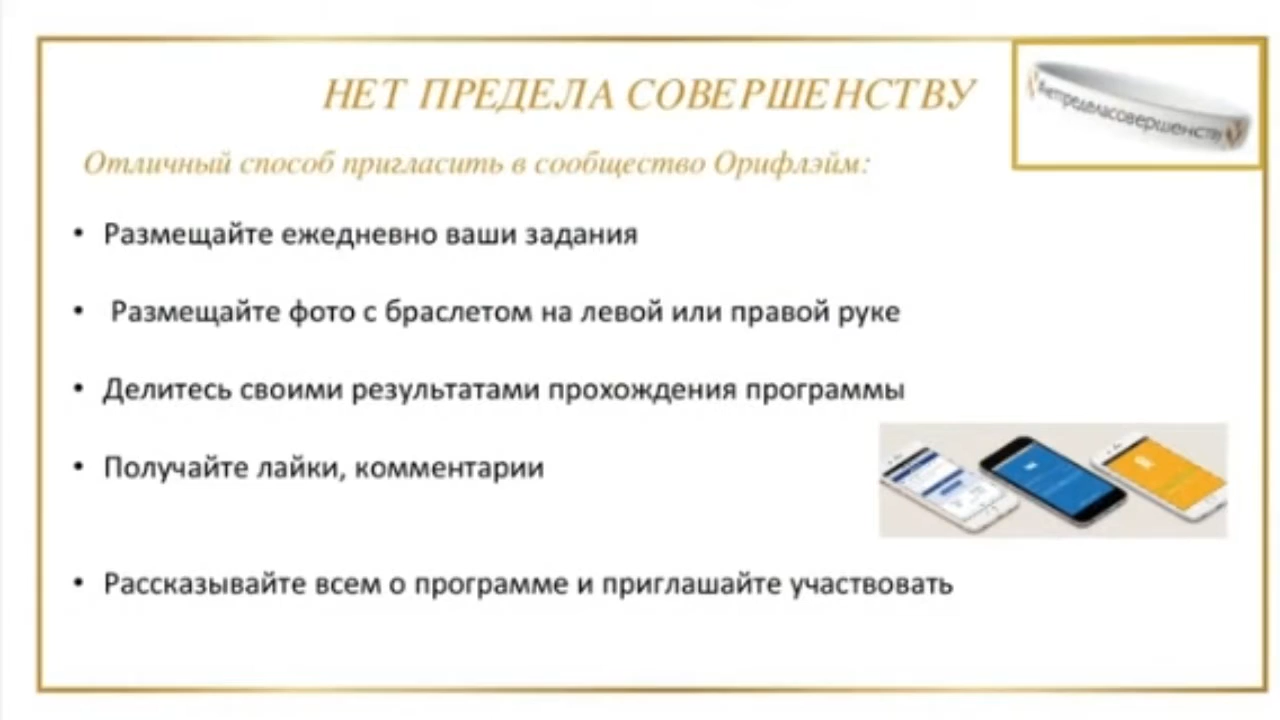 НЕТ ПРЕДЕЛА СОВЕРШЕНСТВУ
#нетпределасовершенству
Отличный способ пригласить в сообщество Орифлэйм:
• Размещайте ежедневно ваши задания
• Размещайте фото с браслетом на левой или правой руке
• Делитесь своими результатами прохождения программы
• Получайте лайки, комментарии
• Рассказывайте всем о программе и приглашайте участвовать